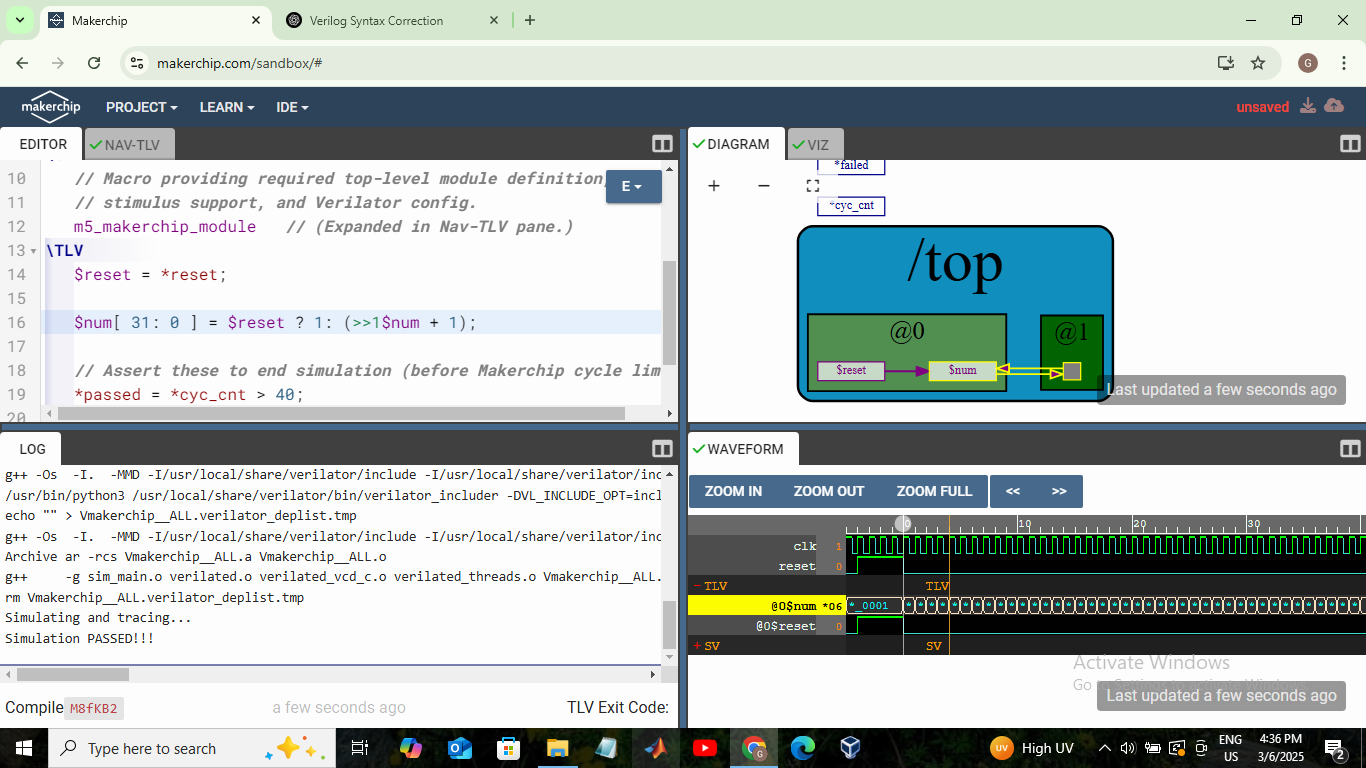 Makerchip
Verilog Syntax Correction
makerchip.com/sandbox/#
G
makerchip
PROJECT
LEARN
IDE
unsaved
EDITOR
NAV-TLV
E
10 // Macro providing required top-level module definition,
11 // stimulus support, and Verilator config.
12 m5_makerchip_module // (Expanded in Nav-TLV pane.)
13 \TLV
14 $reset = *reset;
15
16 $num[ 31: 0 ] = $reset ? 1: (>>1$num + 1);
17
18 // Assert these to end simulation (before Makerchip cycle lim
19 *passed = *cyc_cnt > 40;
20
DIAGRAM
VIZ
*failed
*cyc_cnt
/top
@0
@1
$reset
$num
Last updated a few seconds ago
LOG
g++ -Os -I. -MMD -I/usr/local/share/verilator/include -I/usr/local/share/verilator/inc
/usr/bin/python3 /usr/local/share/verilator/bin/verilator_includer -DVL_INCLUDE_OPT=incl
echo "" > Vmakerchip__ALL.verilator_deplist.tmp
g++ -Os -I. -MMD -I/usr/local/share/verilator/include -I/usr/local/share/verilator/inc
Archive ar -rcs Vmakerchip__ALL.a Vmakerchip__ALL.o
g++ -g sim_main.o verilated.o verilated_vcd_c.o verilated_threads.o Vmakerchip__ALL.
rm Vmakerchip__ALL.verilator_deplist.tmp
Simulating and tracing...
Simulation PASSED!!!
Compile M8fKB2
a few seconds ago
TLV Exit Code:
WAVEFORM
ZOOM IN
ZOOM OUT
ZOOM FULL
<<
>>
0 10 20 30
clk 1
reset 0
-TLV TLV
@0$num *06 *_0001
@0$reset 0
+SV SV
Activate Windows
Last updated a few seconds ago
Type here to search
UV
High UV
ENG
US
4:36 PM
3/6/2025
2